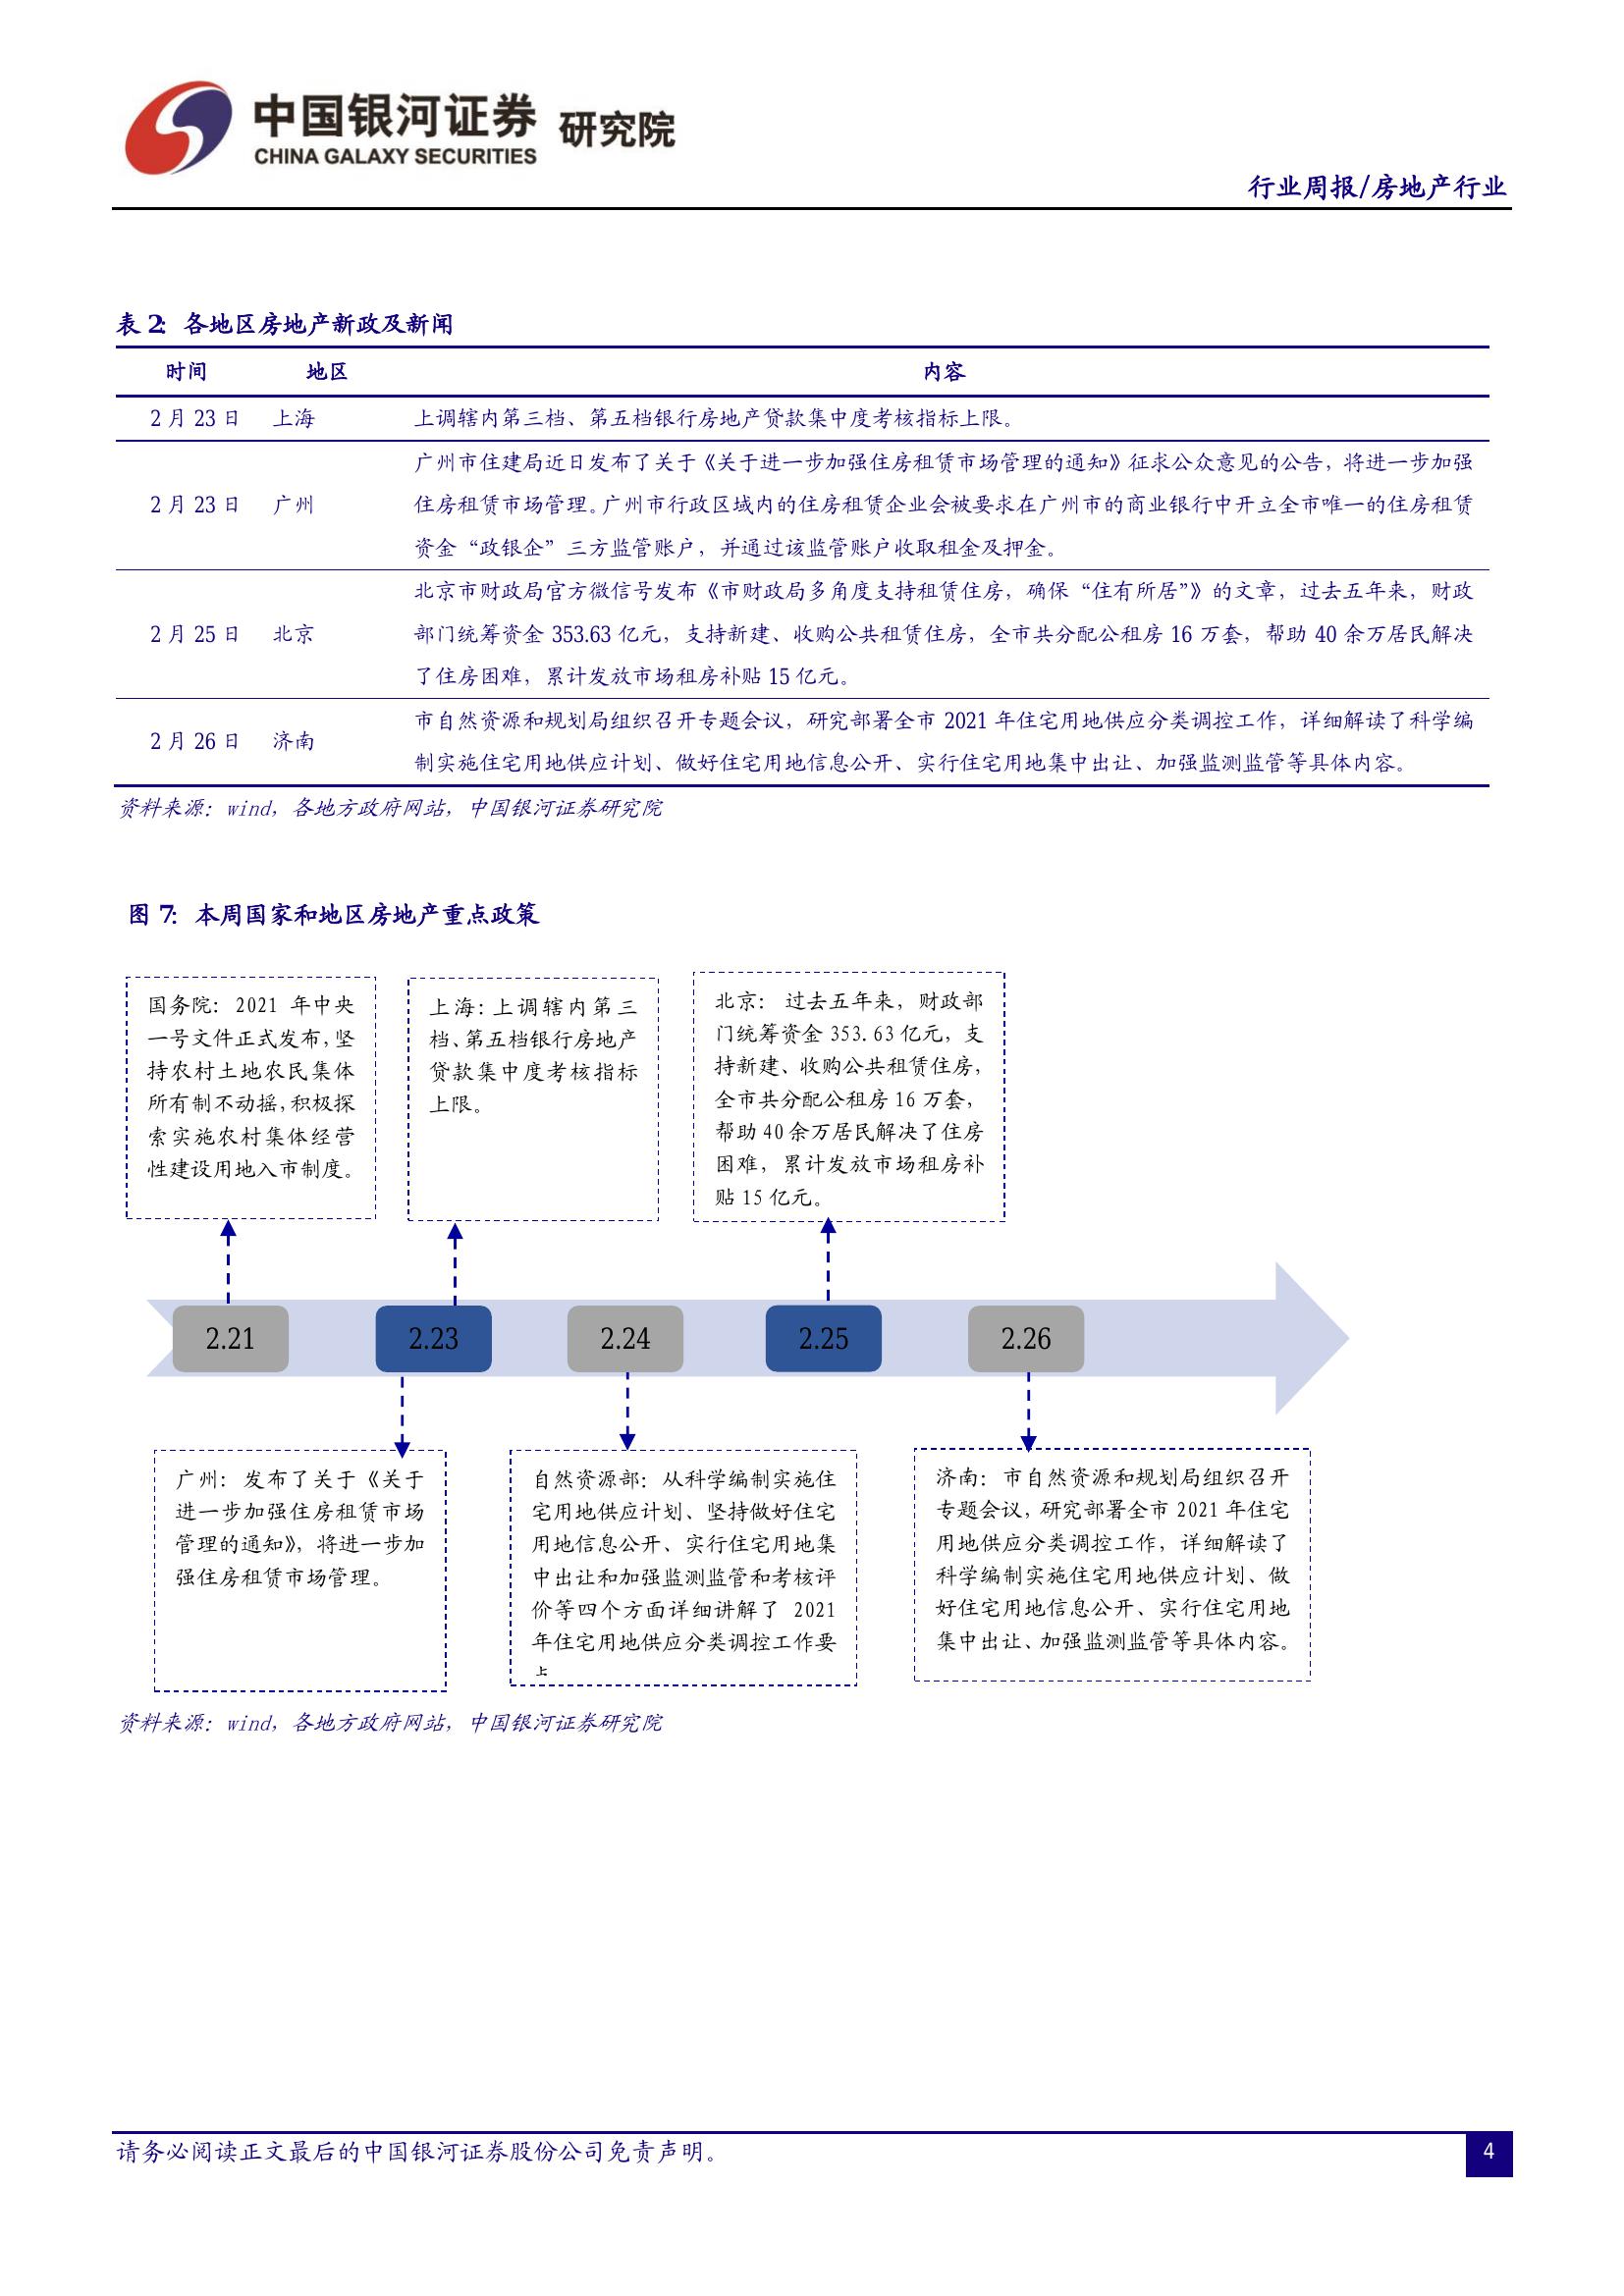 中国银河证券 研究院
CHINA GALAXY SECURITIES
行业周报/房地产行业
表 2: 各地区房地产新政及新闻
时间 地区 内容
2 月 23 日 上海 上调辖内第三档、第五档银行房地产贷款集中度考核指标上限。
广州市住建局近日发布了关于《关于进一步加强住房租赁市场管理的通知》征求公众意见的公告，将进一步加强
2 月 23 日 广州 住房租赁市场管理。广州市行政区域内的住房租赁企业会被要求在广州市的商业银行中开立全市唯一的住房租赁
资金“政银企”三方监管账户，并通过该监管账户收取租金及押金。
北京市财政局官方微信号发布《市财政局多角度支持租赁住房，确保“住有所居”》的文章，过去五年来，财政
2 月 25 日 北京 部门统筹资金 353.63 亿元，支持新建、收购公共租赁住房，全市共分配公租房 16 万套，帮助 40 余万居民解决
了住房困难，累计发放市场租房补贴 15 亿元。
市自然资源和规划局组织召开专题会议，研究部署全市 2021 年住宅用地供应分类调控工作，详细解读了科学编
2 月 26 日 济南
制实施住宅用地供应计划、做好住宅用地信息公开、实行住宅用地集中出让、加强监测监管等具体内容。
资料来源：wind，各地方政府网站，中国银河证券研究院
图 7: 本周国家和地区房地产重点政策
国务院：2021 年中央
一号文件正式发布，坚
持农村土地农民集体
所有制不动摇，积极探
索实施农村集体经营
性建设用地入市制度。
上海：上调辖内第三
档、第五档银行房地产
贷款集中度考核指标
上限。
北京： 过去五年来，财政部
门统筹资金 353.63 亿元，支
持新建、收购公共租赁住房，
全市共分配公租房 16 万套，
帮助 40 余万居民解决了住房
困难，累计发放市场租房补
贴 15 亿元。
2.21 2.23 2.24 2.25 2.26
广州：发布了关于《关于
进一步加强住房租赁市场
管理的通知》，将进一步加
强住房租赁市场管理。
自然资源部：从科学编制实施住
宅用地供应计划、坚持做好住宅
用地信息公开、实行住宅用地集
中出让和加强监测监管和考核评
价等四个方面详细讲解了 2021
年住宅用地供应分类调控工作要
济南：市自然资源和规划局组织召开
专题会议，研究部署全市 2021 年住宅
用地供应分类调控工作，详细解读了
科学编制实施住宅用地供应计划、做
好住宅用地信息公开、实行住宅用地
集中出让、加强监测监管等具体内容。
资料来源：wind，各地方政府网站，中国银河证券研究院
请务必阅读正文最后的中国银河证券股份公司免责声明。
4